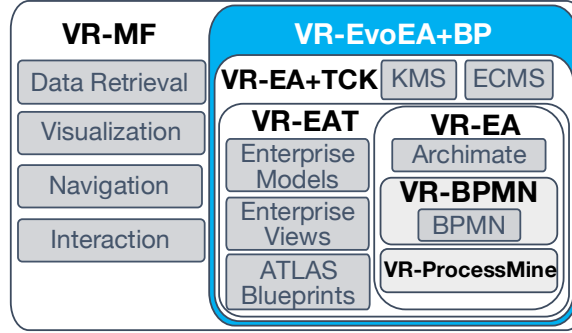 VR-MF
Data Retrieval
Visualization
Navigation
Interaction
VR-EvoEA+BP
VR-EA+TCK
KMS
ECMS
VR-EAT
Enterprise
Models
Enterprise
Views
ATLAS
Blueprints
VR-EA
Archimate
VR-BPMN
BPMN
VR-ProcessMine